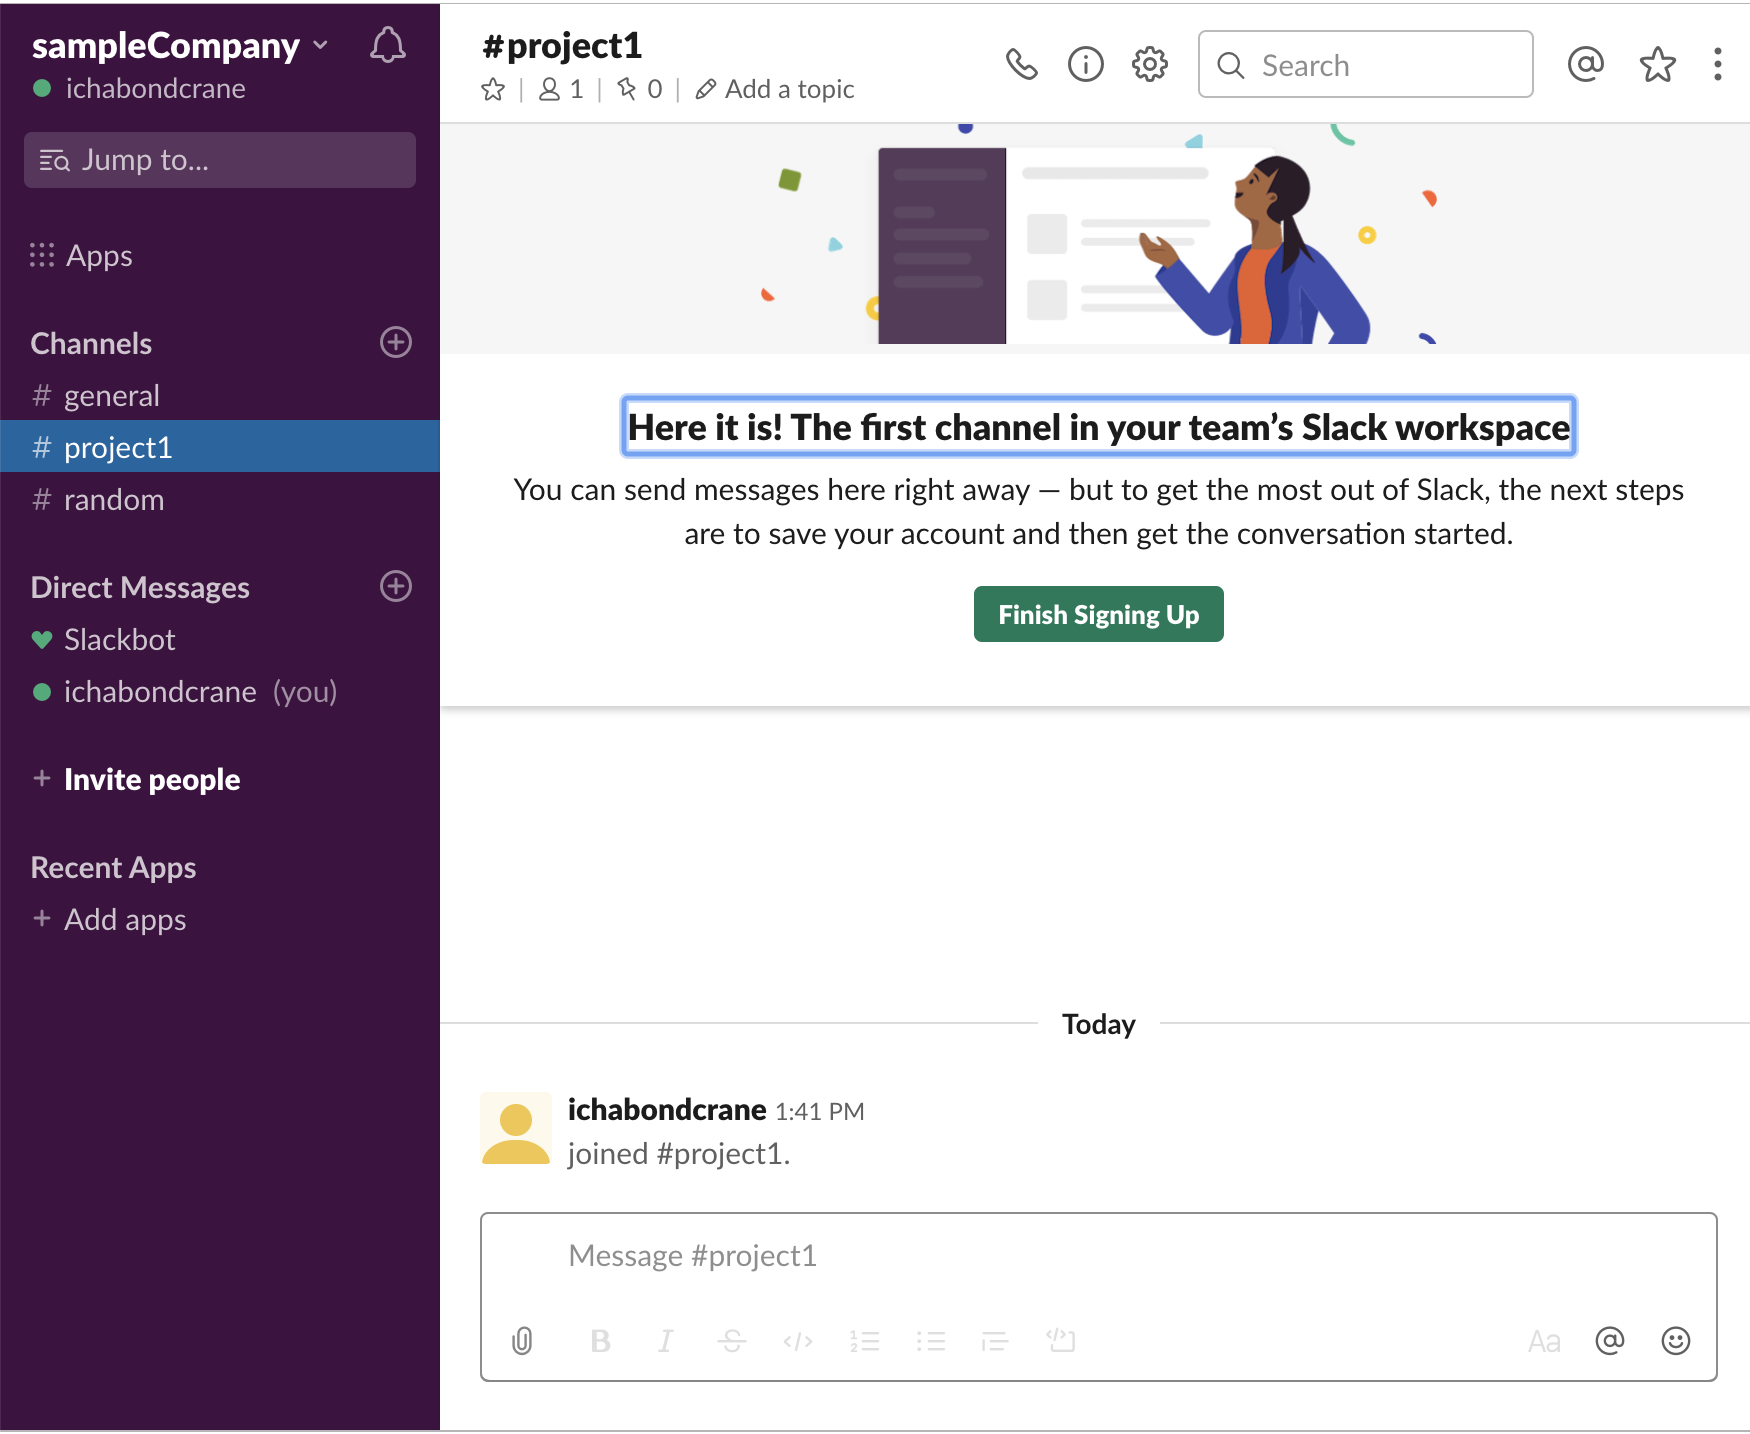 sampleCompany
ichabondcrane
Jump to...
Apps
Channels
# general
# project1
# random
Direct Messages
Slackbot
ichabondcrane (you)
+ Invite people
Recent Apps
+ Add apps
#project1
1 | 0 | Add a topic
Search
Here it is! The first channel in your team’s Slack workspace
You can send messages here right away — but to get the most out of Slack, the next steps
are to save your account and then get the conversation started.
Finish Signing Up
Today
ichabondcrane 1:41 PM
joined #project1.
Message #project1
B I S </> Aa @